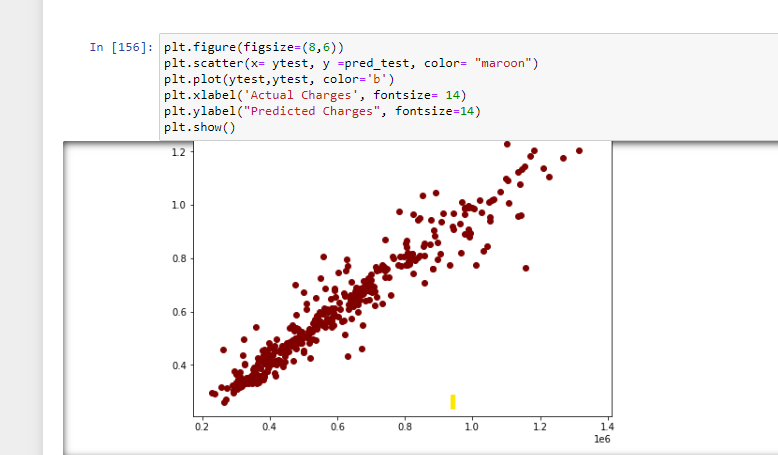 In [156]: plt.figure(figsize=(8,6))
plt.scatter(x= ytest, y =pred_test, color= "maroon")
plt.plot(ytest,ytest, color='b')
plt.xlabel('Actual Charges', fontsize= 14)
plt.ylabel("Predicted Charges", fontsize=14)
plt.show()
1.2
1.0
0.8
0.6
0.4
0.2 0.4 0.6 0.8 1.0 1.2 1.4
1e6